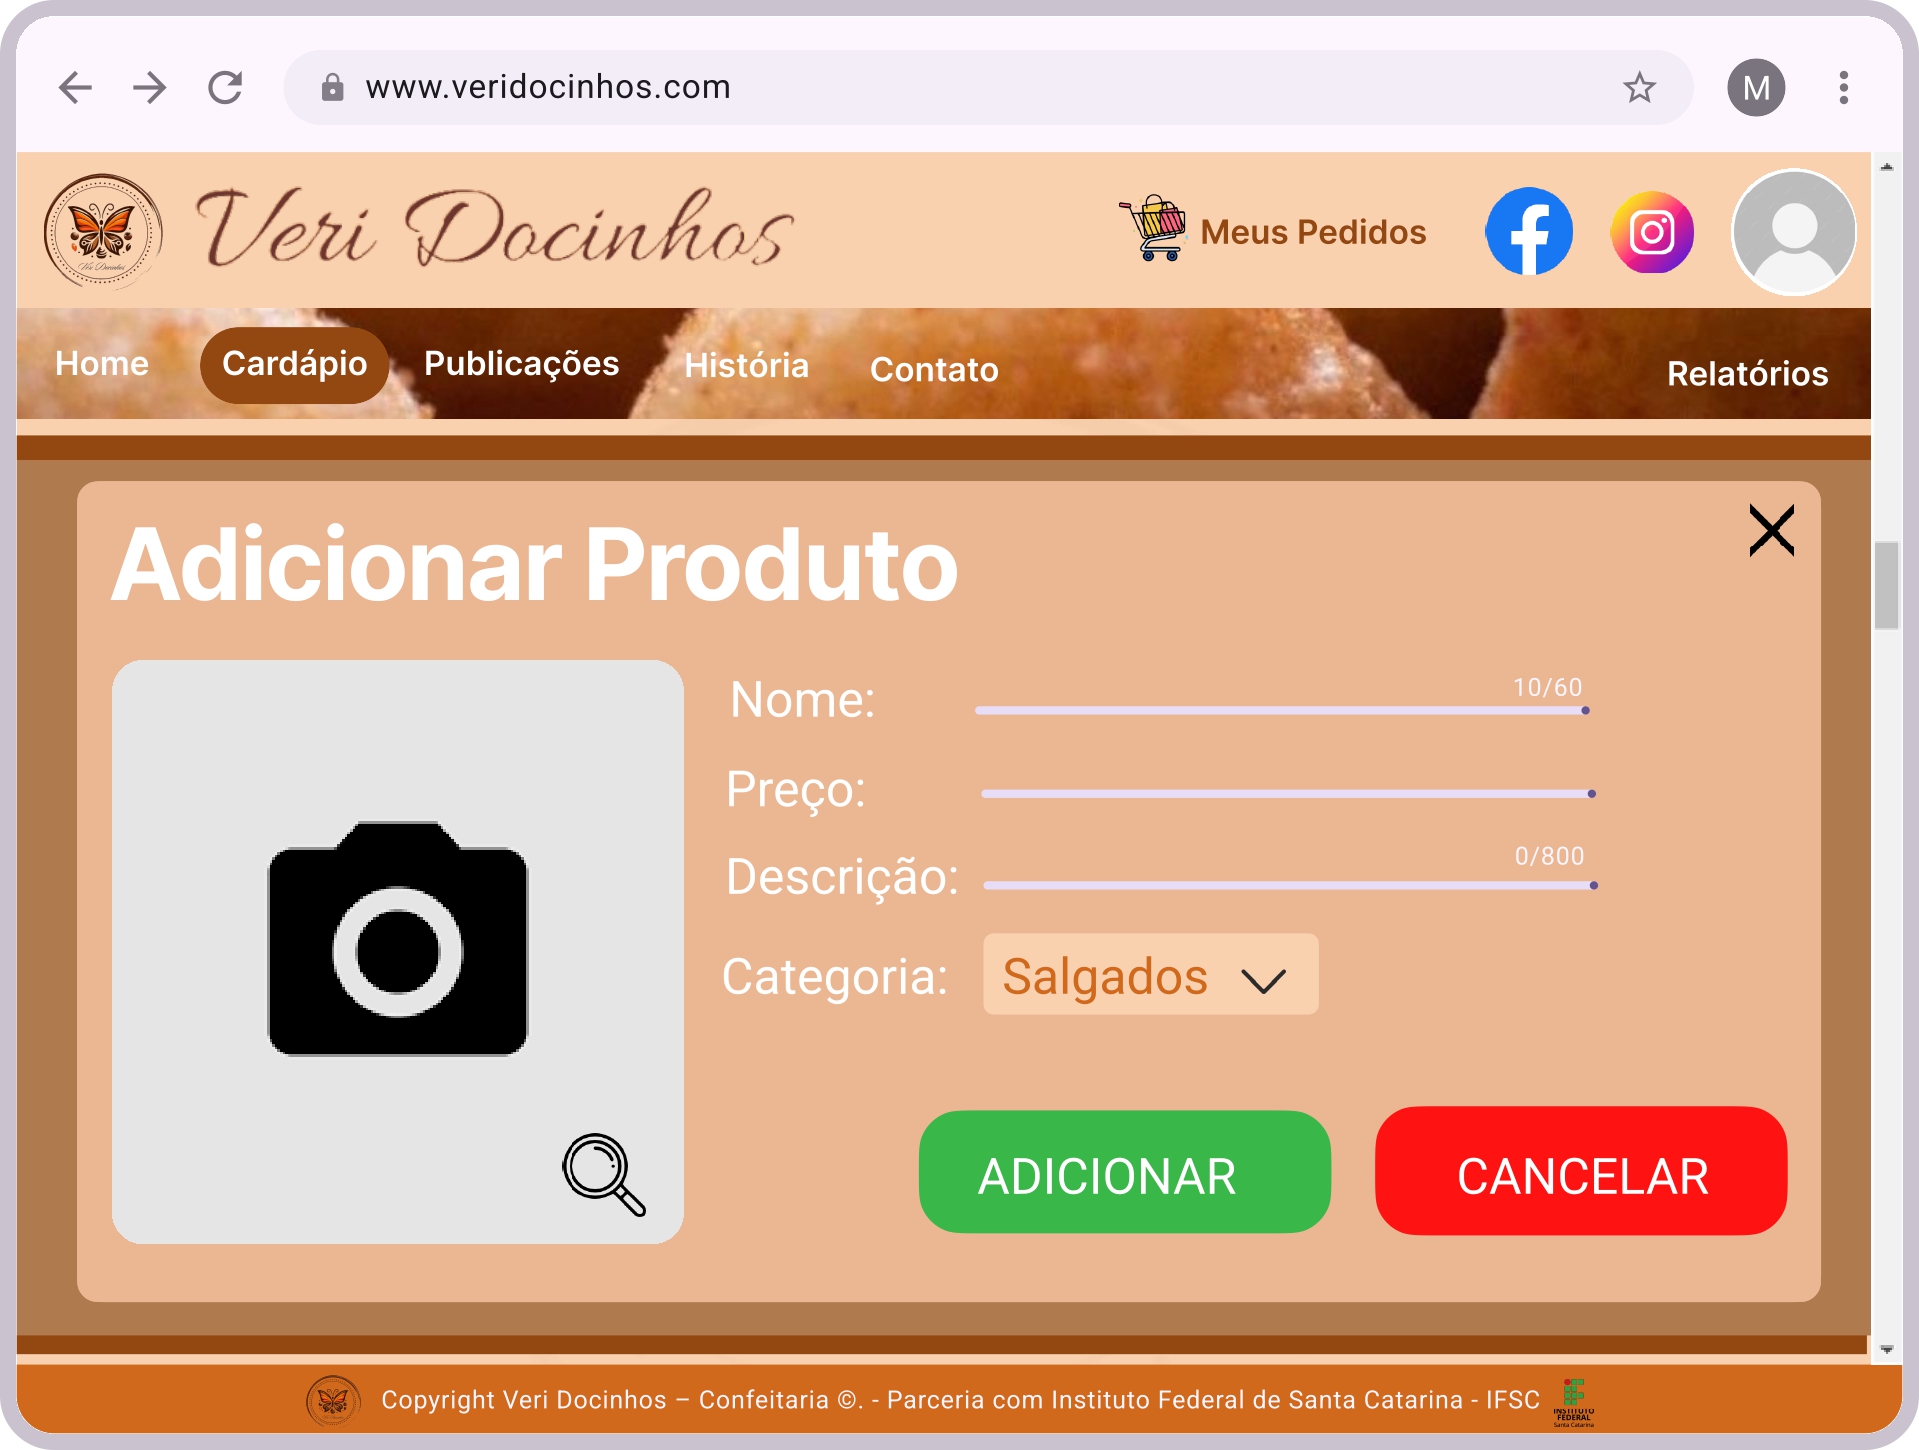 www.veridocinhos.com
M
Veri Docinhos
Meus Pedidos
Home
Cardápio
Publicações
História
Contato
Relatórios
Adicionar Produto
Nome:
10/60
Preço:
Descrição:
0/800
Categoria:
Salgados
ADICIONAR
CANCELAR
Copyright Veri Docinhos – Confeitaria ©. - Parceria com Instituto Federal de Santa Catarina - IFSC
INSTITUTO
FEDERAL
Santa Catarina